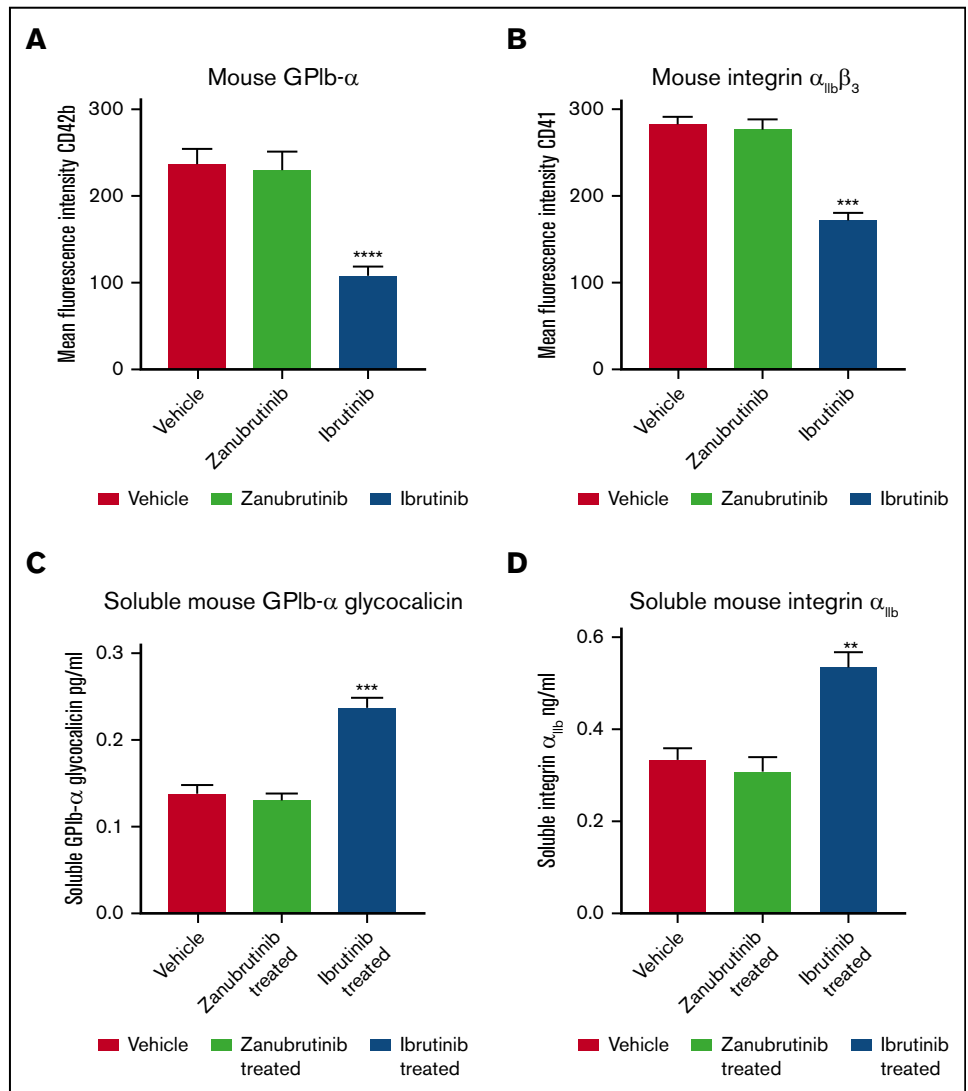 A
Mouse GPIb-α
Mean fluorescence intensity CD42b
300
200
100
0
****
Vehicle
Zanubrutinib
Ibrutinib
Vehicle Zanubrutinib Ibrutinib
B
Mouse integrin αIIbβ3
Mean fluorescence intensity CD41
300
200
100
0
***
Vehicle
Zanubrutinib
Ibrutinib
Vehicle Zanubrutinib Ibrutinib
C
Soluble mouse GPIb-α glycocalicin
Soluble GPIb-α glycocalicin pg/ml
0.3
0.2
0.1
0.0
***
Vehicle
Zanubrutinib
treated
Ibrutinib
treated
Vehicle Zanubrutinib Ibrutinib
treated treated
D
Soluble mouse integrin αIIb
Soluble integrin αIIb ng/ml
0.6
0.4
0.2
0.0
**
Vehicle
Zanubrutinib
treated
Ibrutinib
treated
Vehicle Zanubrutinib Ibrutinib
treated treated